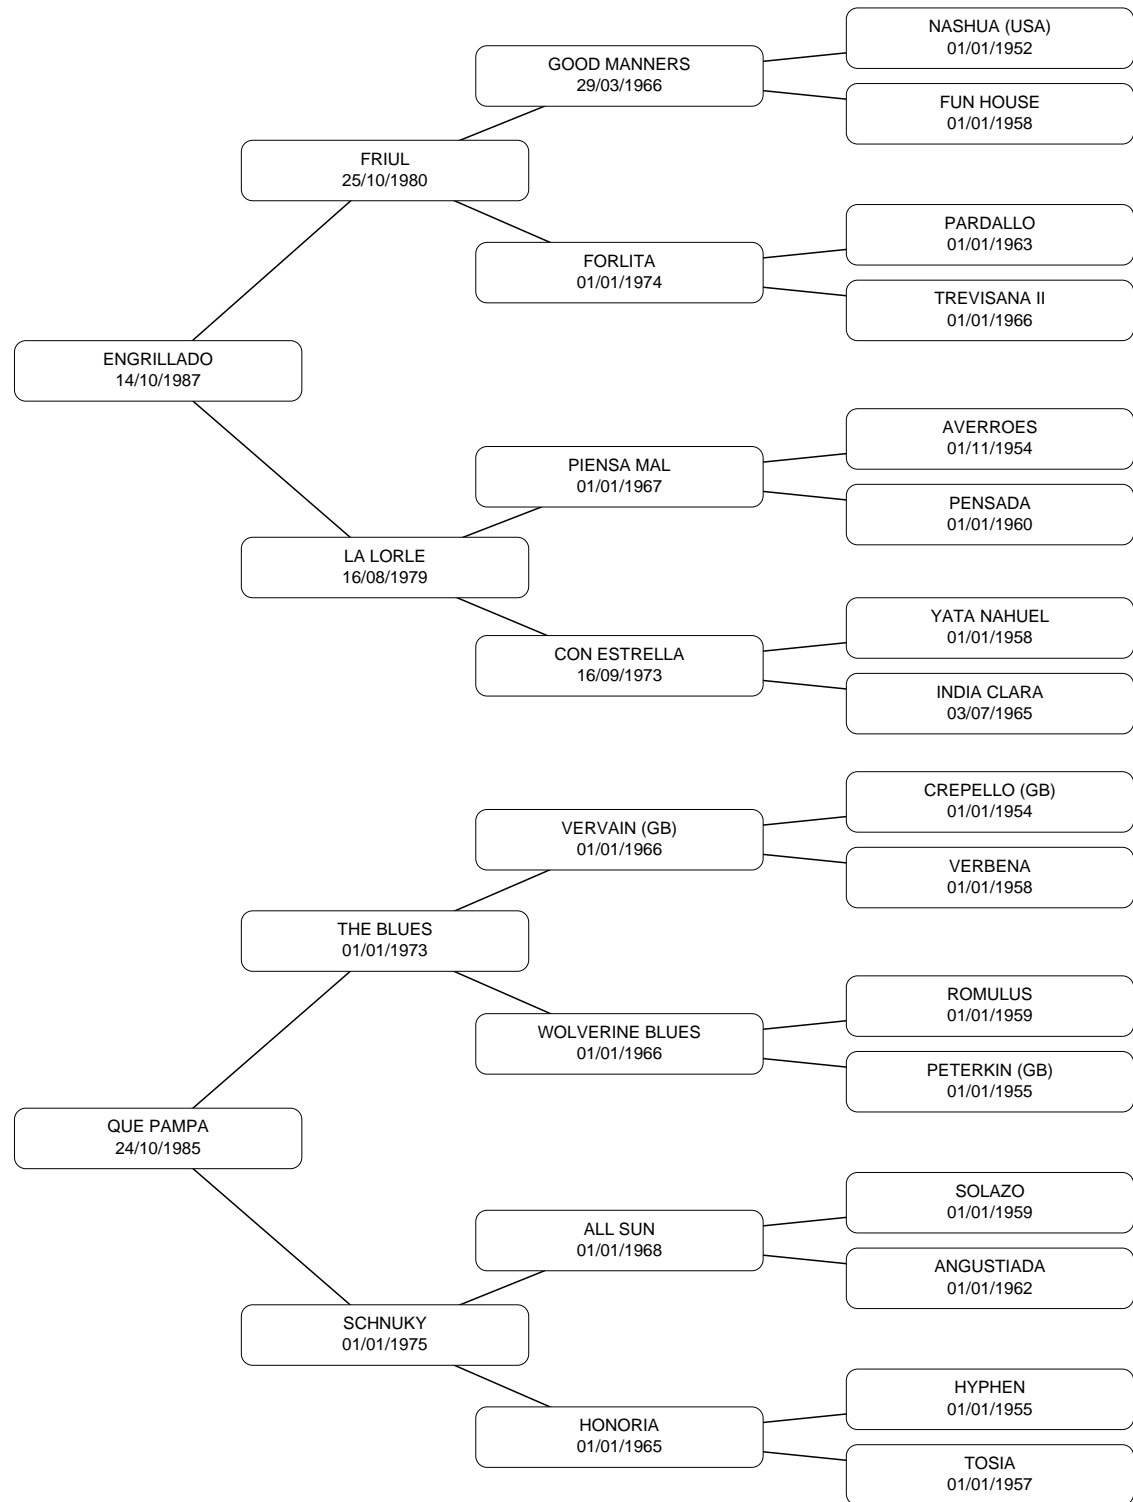 NASHUA (USA)
01/01/1952
GOOD MANNERS
29/03/1966
FUN HOUSE
01/01/1958
FRIUL
25/10/1980
PARDALLO
01/01/1963
FORLITA
01/01/1974
TREVISANA II
01/01/1966
ENGRILLADO
14/10/1987
AVERROES
01/11/1954
PIENSA MAL
01/01/1967
PENSADA
01/01/1960
LA LORLE
16/08/1979
YATA NAHUEL
01/01/1958
CON ESTRELLA
16/09/1973
INDIA CLARA
03/07/1965
CREPELLO (GB)
01/01/1954
VERVAIN (GB)
01/01/1966
VERBENA
01/01/1958
THE BLUES
01/01/1973
ROMULUS
01/01/1959
WOLVERINE BLUES
01/01/1966
PETERKIN (GB)
01/01/1955
QUE PAMPA
24/10/1985
SOLAZO
01/01/1959
ALL SUN
01/01/1968
ANGUSTIADA
01/01/1962
SCHNUKY
01/01/1975
HYPHEN
01/01/1955
HONORIA
01/01/1965
TOSIA
01/01/1957